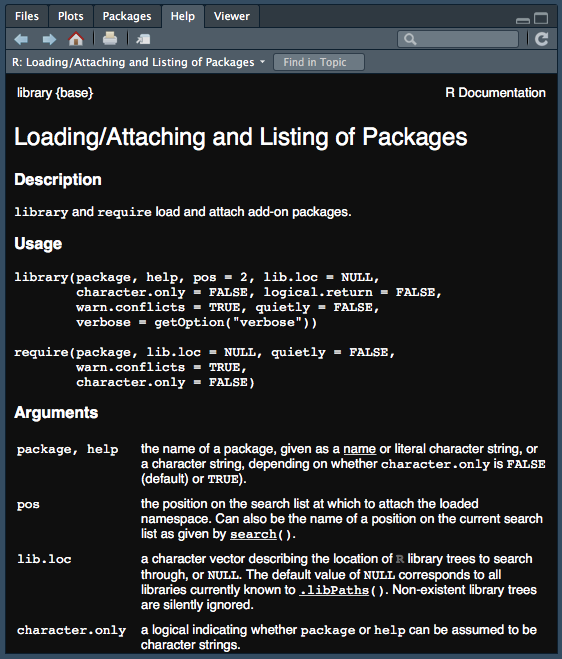 Files Plots Packages Help Viewer
R: Loading/Attaching and Listing of Packages Find in Topic
library {base} R Documentation
Loading/Attaching and Listing of Packages
Description
library and require load and attach add-on packages.
Usage
library(package, help, pos = 2, lib.loc = NULL,
character.only = FALSE, logical.return = FALSE,
warn.conflicts = TRUE, quietly = FALSE,
verbose = getOption("verbose"))
require(package, lib.loc = NULL, quietly = FALSE,
warn.conflicts = TRUE,
character.only = FALSE)
Arguments
package, help the name of a package, given as a name or literal character string, or
a character string, depending on whether character.only is FALSE
(default) or TRUE).
pos the position on the search list at which to attach the loaded
namespace. Can also be the name of a position on the current search
list as given by search().
lib.loc a character vector describing the location of R library trees to search
through, or NULL. The default value of NULL corresponds to all
libraries currently known to .libPaths(). Non-existent library trees
are silently ignored.
character.only a logical indicating whether package or help can be assumed to be
character strings.